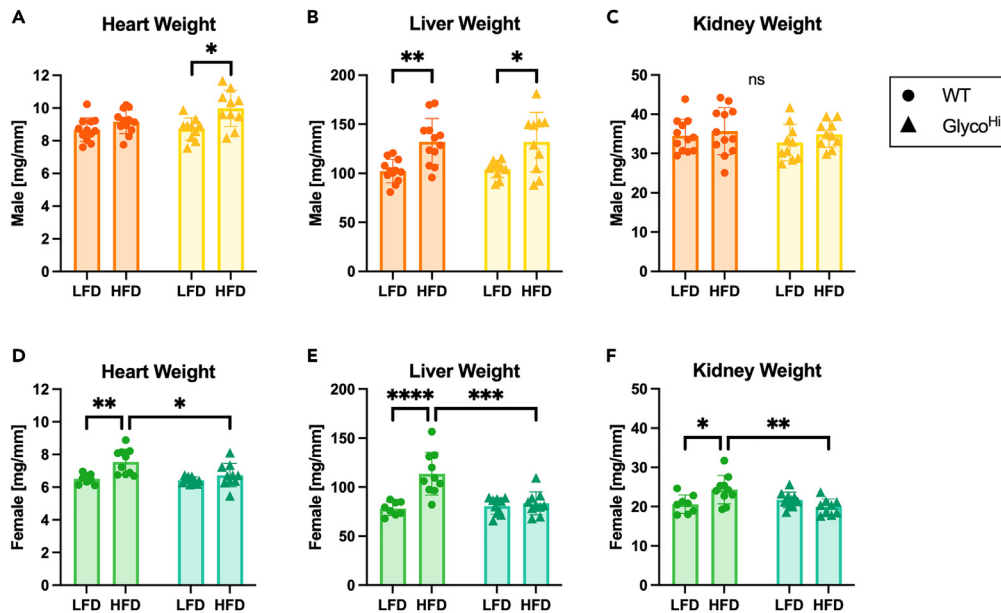 A
Heart Weight
Male [mg/mm]
12
10
8
6
4
2
0
*
LFD HFD LFD HFD
B
Liver Weight
Male [mg/mm]
200
150
100
50
0
** *
LFD HFD LFD HFD
C
Kidney Weight
Male [mg/mm]
50
40
30
20
10
0
ns
LFD HFD LFD HFD
WT
Glyco^Hi
D
Heart Weight
Female [mg/mm]
12
10
8
6
4
2
0
** *
LFD HFD LFD HFD
E
Liver Weight
Female [mg/mm]
200
150
100
50
0
**** ***
LFD HFD LFD HFD
F
Kidney Weight
Female [mg/mm]
50
40
30
20
10
0
* **
LFD HFD LFD HFD